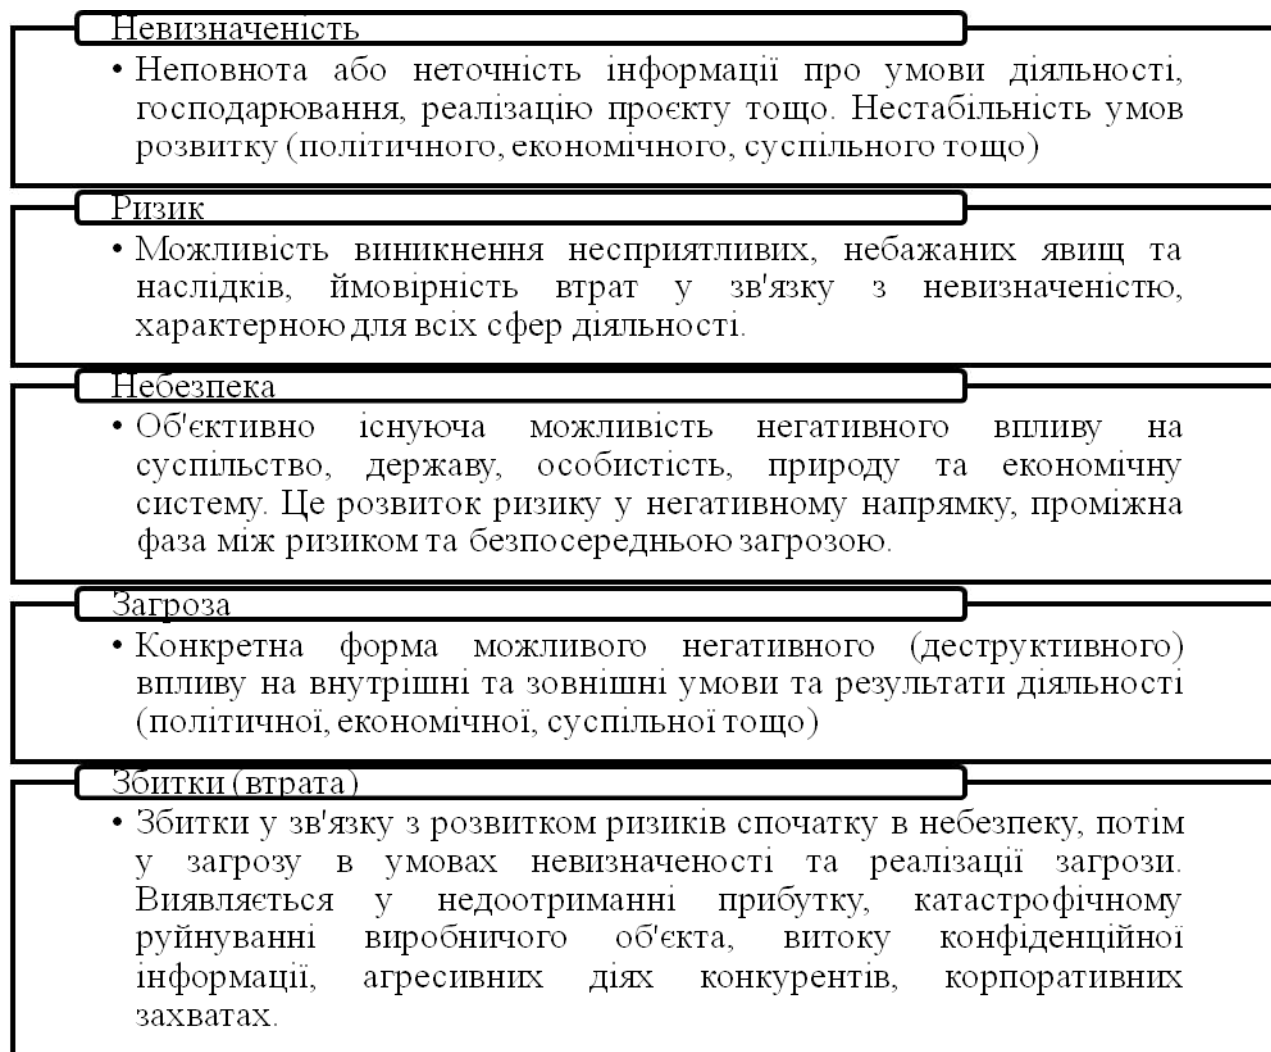 Невизначеність
• Неповнота або неточність інформації про умови діяльності,
господарювання, реалізацію проєкту тощо. Нестабільність умов
розвитку (політичного, економічного, суспільного тощо)
Ризик
• Можливість виникнення несприятливих, небажаних явищ та
наслідків, ймовірність втрат у зв'язку з невизначеністю,
характерною для всіх сфер діяльності.
Небезпека
• Об'єктивно існуюча можливість негативного впливу на
суспільство, державу, особистість, природу та економічну
систему. Це розвиток ризику у негативному напрямку, проміжна
фаза між ризиком та безпосередньою загрозою.
Загроза
• Конкретна форма можливого негативного (деструктивного)
впливу на внутрішні та зовнішні умови та результати діяльності
(політичної, економічної, суспільної тощо)
Збитки (втрата)
• Збитки у зв'язку з розвитком ризиків спочатку в небезпеку, потім
у загрозу в умовах невизначеності та реалізації загрози.
Виявляється у недоотриманні прибутку, катастрофічному
руйнуванні виробничого об'єкта, витоку конфіденційної
інформації, агресивних діях конкурентів, корпоративних
захватах.